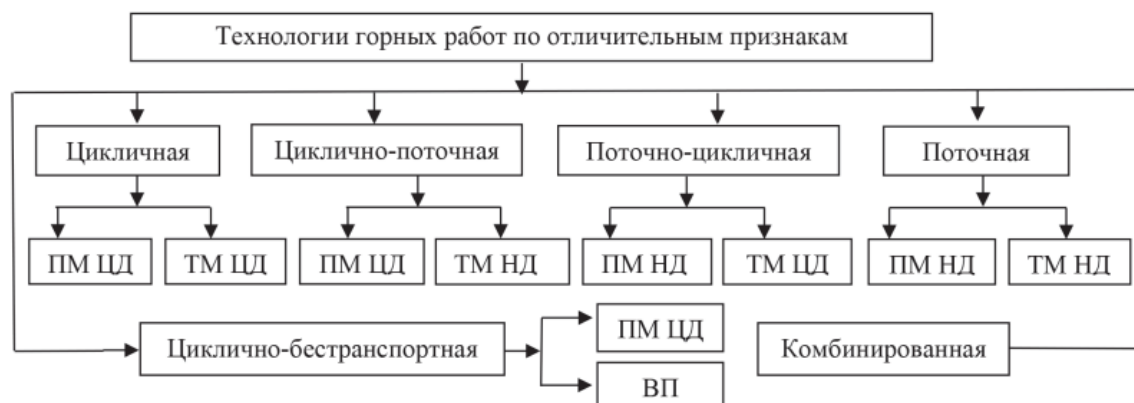 Технологии горных работ по отличительным признакам
Цикличная
Циклично-поточная
Поточно-цикличная
Поточная
ПМ ЦД
ТМ ЦД
ПМ ЦД
ТМ НД
ПМ НД
ТМ ЦД
ПМ НД
ТМ НД
Циклично-бестранспортная
ПМ ЦД
ВП
Комбинированная